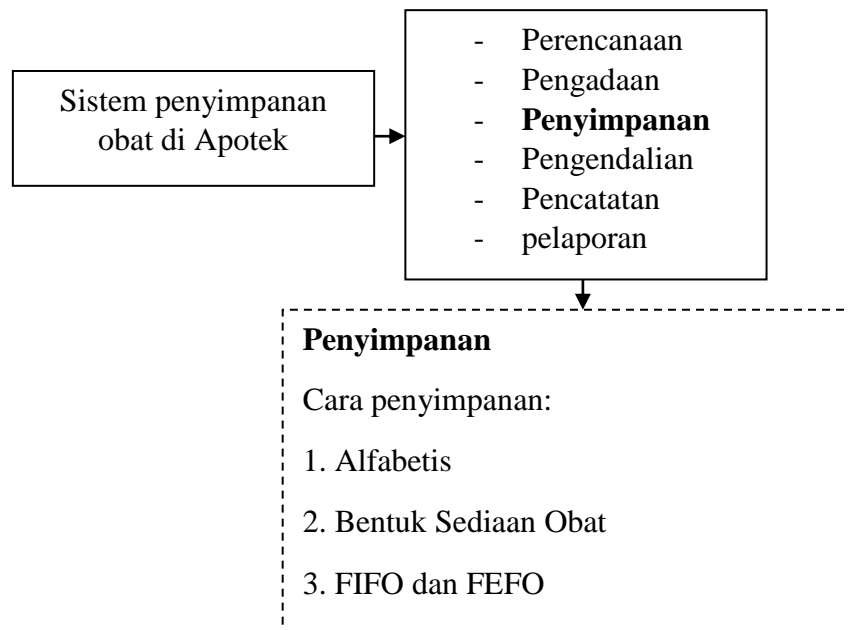 Sistem penyimpanan
obat di Apotek
- Perencanaan
- Pengadaan
- Penyimpanan
- Pengendalian
- Pencatatan
- pelaporan
Penyimpanan
Cara penyimpanan:
1. Alfabetis
2. Bentuk Sediaan Obat
3. FIFO dan FEFO